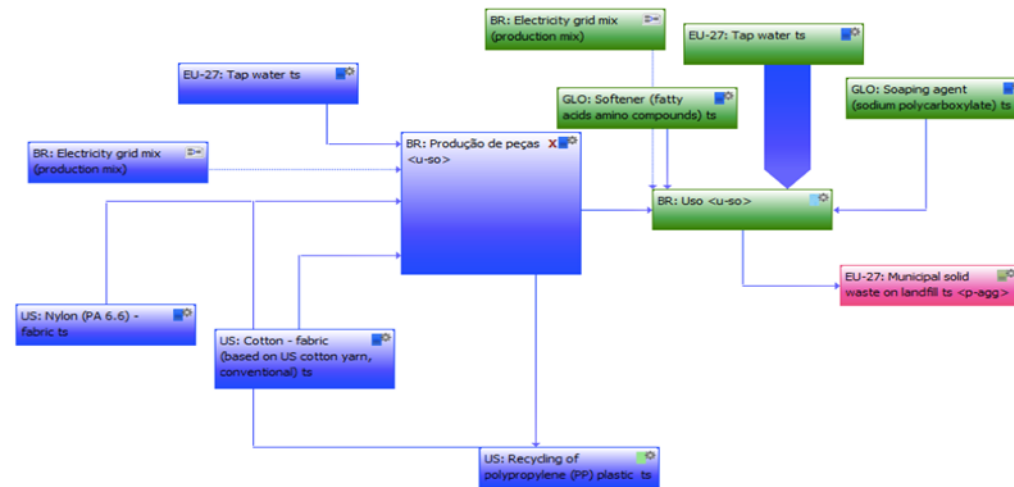 BR: Electricity grid mix
(production mix)
EU-27: Tap water ts
EU-27: Tap water ts
GLO: Softener (fatty
acids amino compounds) ts
GLO: Soaping agent
(sodium polycarboxylate) ts
BR: Electricity grid mix
(production mix)
BR: Produção de peças
<u-so>
X
BR: Uso <u-so>
EU-27: Municipal solid
waste on landfill ts <p-agg>
US: Nylon (PA 6.6) -
fabric ts
US: Cotton - fabric
(based on US cotton yarn,
conventional) ts
US: Recycling of
polypropylene (PP) plastic ts